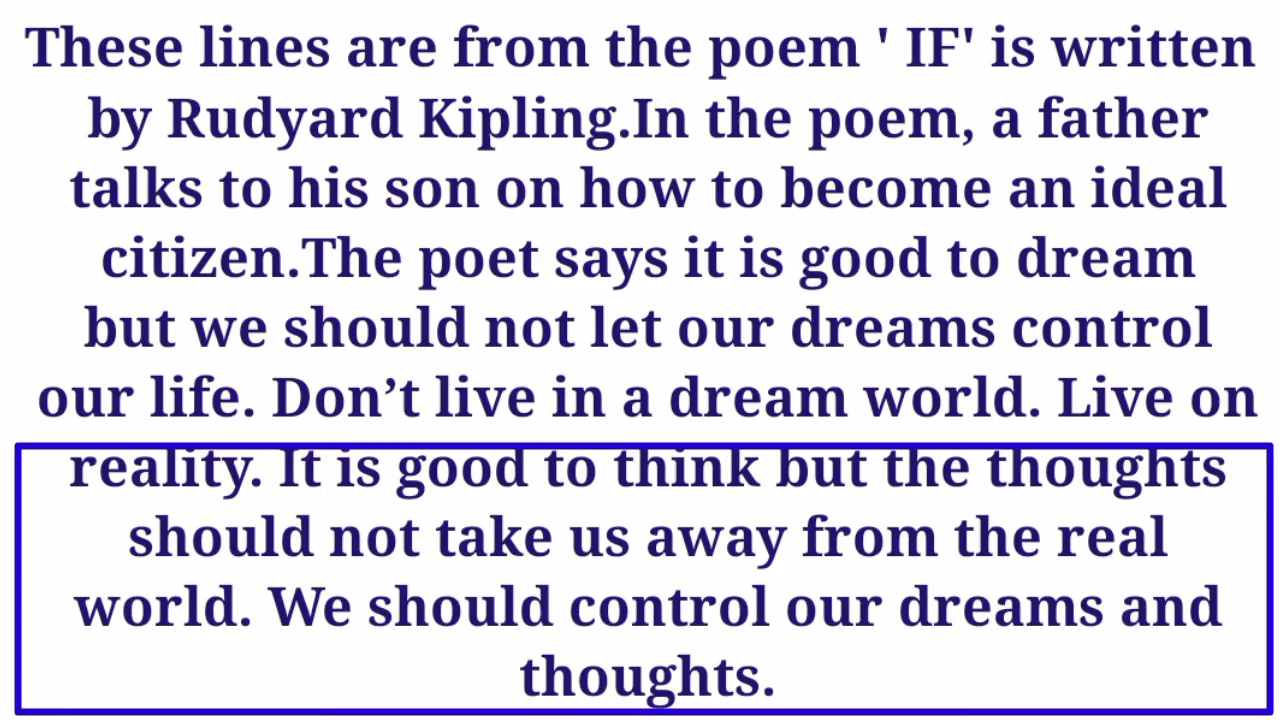 These lines are from the poem ' IF' is written
by Rudyard Kipling.In the poem, a father
talks to his son on how to become an ideal
citizen.The poet says it is good to dream
but we should not let our dreams control
our life. Don’t live in a dream world. Live on
reality. It is good to think but the thoughts
should not take us away from the real
world. We should control our dreams and
thoughts.